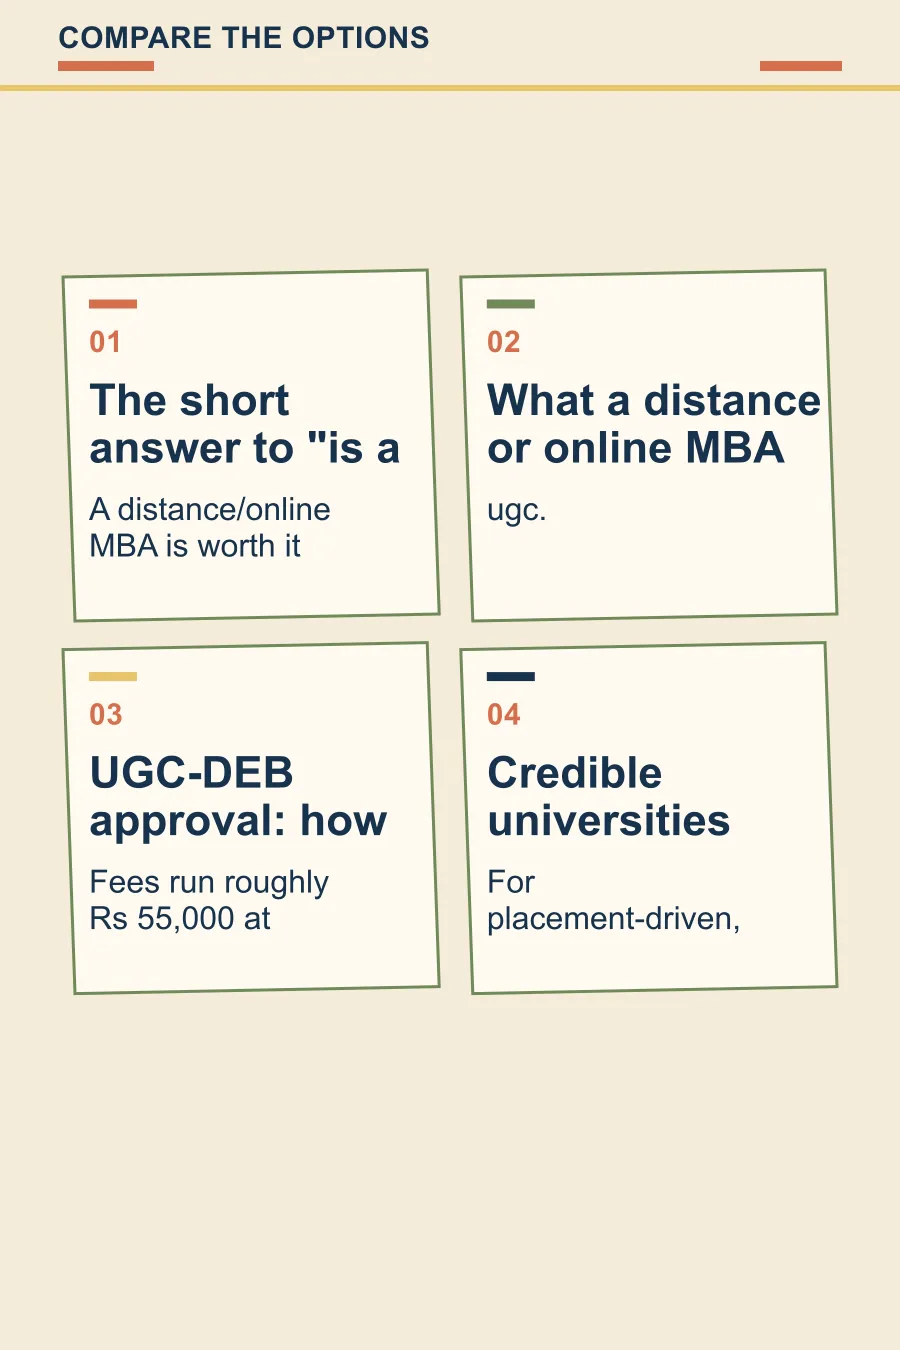 COMPARE THE OPTIONS
01
The short
answer to "is a
A distance/online
MBA is worth it
02
What a distance
or online MBA
ugc.
03
UGC-DEB
approval: how
Fees run roughly
Rs 55,000 at
04
Credible
universities
For
placement-driven,